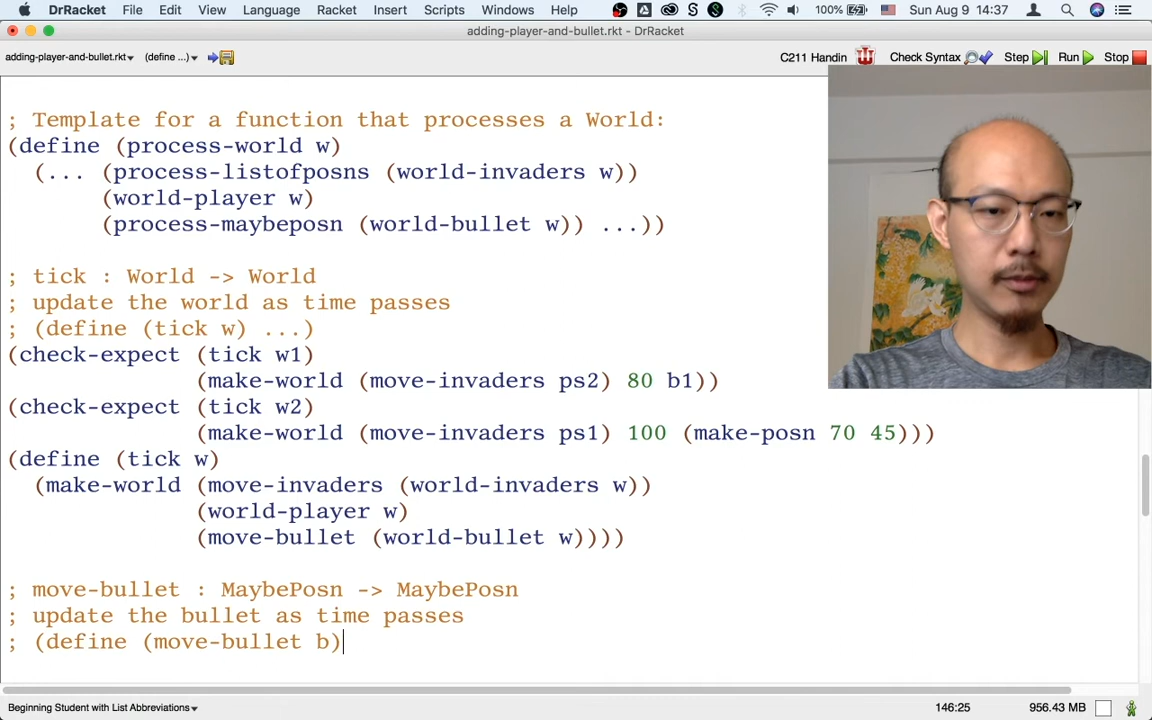 DrRacket File Edit View Language Racket Insert Scripts Windows Help 100% Sun Aug 9 14:37
adding-player-and-bullet.rkt - DrRacket
adding-player-and-bullet.rkt (define ...) C211 Handin Check Syntax Step Run Stop
; Template for a function that processes a World:
(define (process-world w)
(... (process-listofposns (world-invaders w))
(world-player w)
(process-maybeposn (world-bullet w)) ...))
; tick : World -> World
; update the world as time passes
; (define (tick w) ...)
(check-expect (tick w1)
(make-world (move-invaders ps2) 80 b1))
(check-expect (tick w2)
(make-world (move-invaders ps1) 100 (make-posn 70 45)))
(define (tick w)
(make-world (move-invaders (world-invaders w))
(world-player w)
(move-bullet (world-bullet w))))
; move-bullet : MaybePosn -> MaybePosn
; update the bullet as time passes
; (define (move-bullet b)
Beginning Student with List Abbreviations 146:25 956.43 MB